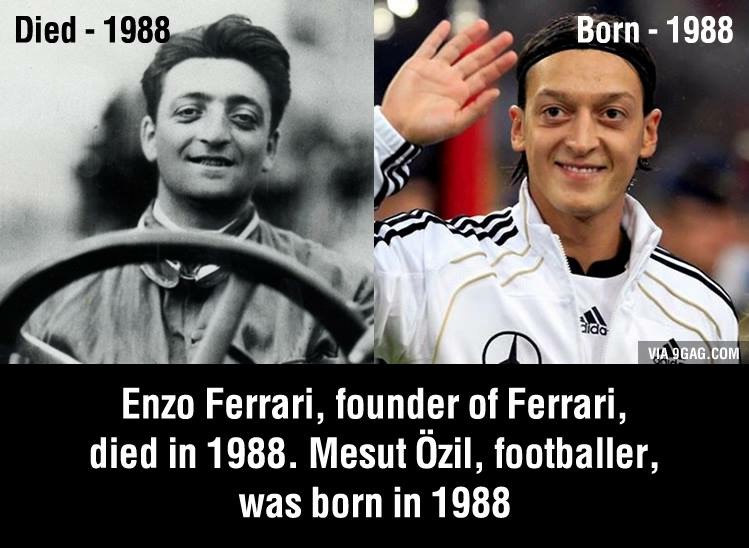 Died - 1988
Born - 1988
adidas
VIA 9GAG.COM
Enzo Ferrari, founder of Ferrari,
died in 1988. Mesut Özil, footballer,
was born in 1988